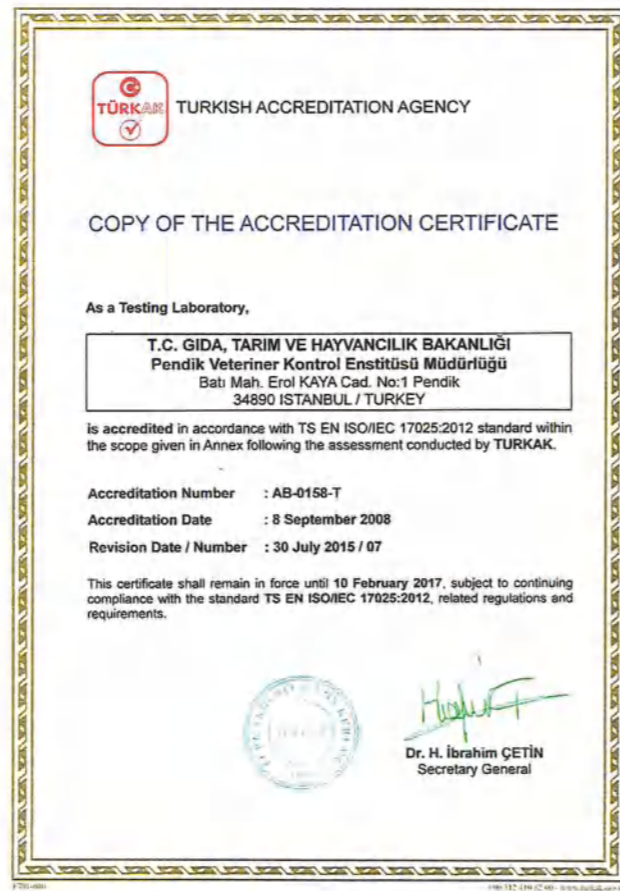 TÜRKAK
TURKISH ACCREDITATION AGENCY
COPY OF THE ACCREDITATION CERTIFICATE
As a Testing Laboratory,
T.C. GIDA, TARIM VE HAYVANCILIK BAKANLIĞI
Pendik Veteriner Kontrol Enstitüsü Müdürlüğü
Batı Mah. Erol KAYA Cad. No:1 Pendik
34890 ISTANBUL / TURKEY
is accredited in accordance with TS EN ISO/IEC 17025:2012 standard within
the scope given in Annex following the assessment conducted by TURKAK.
Accreditation Number : AB-0158-T
Accreditation Date : 8 September 2008
Revision Date / Number : 30 July 2015 / 07
This certificate shall remain in force until 10 February 2017, subject to continuing
compliance with the standard TS EN ISO/IEC 17025:2012, related regulations and
requirements.
Dr. H. İbrahim ÇETİN
Secretary General